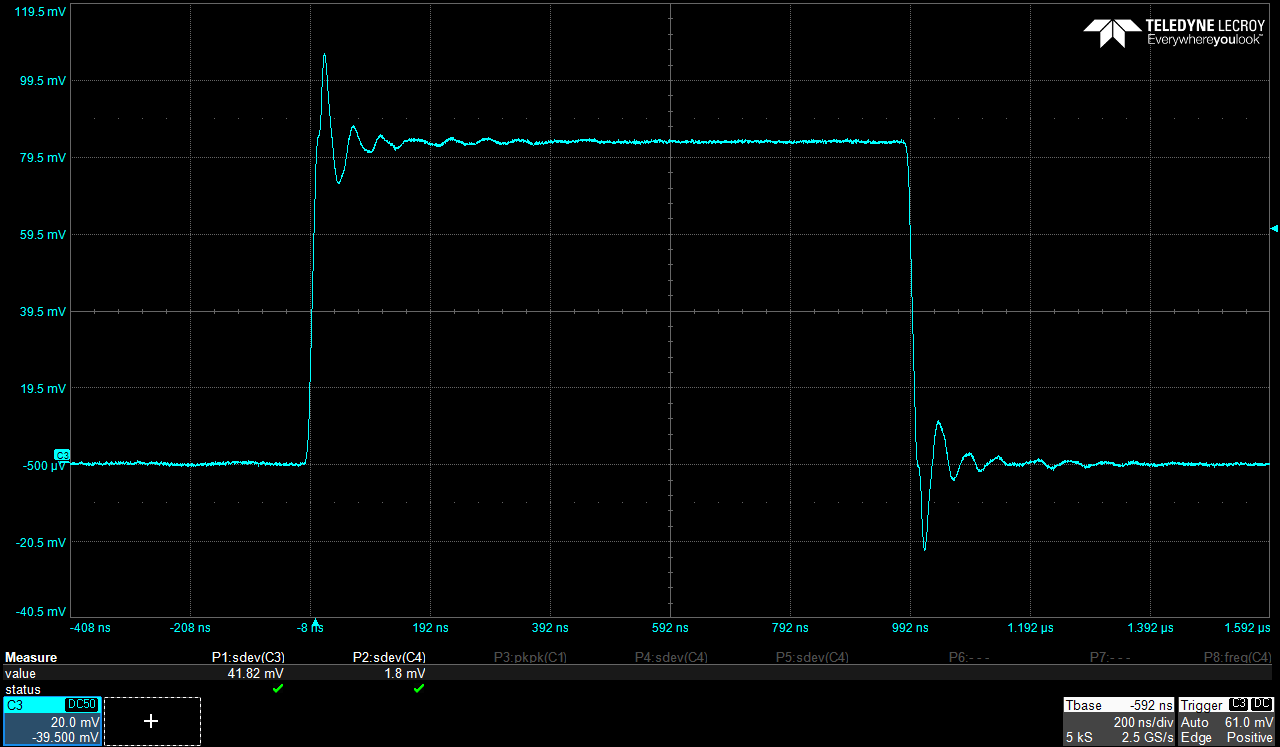 119.5 mV
TELEDYNE LECROY
Everywhereyoulook™
99.5 mV
79.5 mV
59.5 mV
39.5 mV
19.5 mV
C3
-500 µV
-20.5 mV
-40.5 mV
-408 ns -208 ns -8 ns 192 ns 392 ns 592 ns 792 ns 992 ns 1.192 µs 1.392 µs 1.592 µs
Measure P1:sdev(C3) P2:sdev(C4) P3:pkpk(C1) P4:sdev(C4) P5:sdev(C4) P6:- - - P7:- - - P8:freq(C4)
value 41.82 mV 1.8 mV
status
C3 DC50
20.0 mV
-39.500 mV
+
Tbase -592 ns
200 ns/div
5 kS 2.5 GS/s
Trigger C3 DC
Auto 61.0 mV
Edge Positive